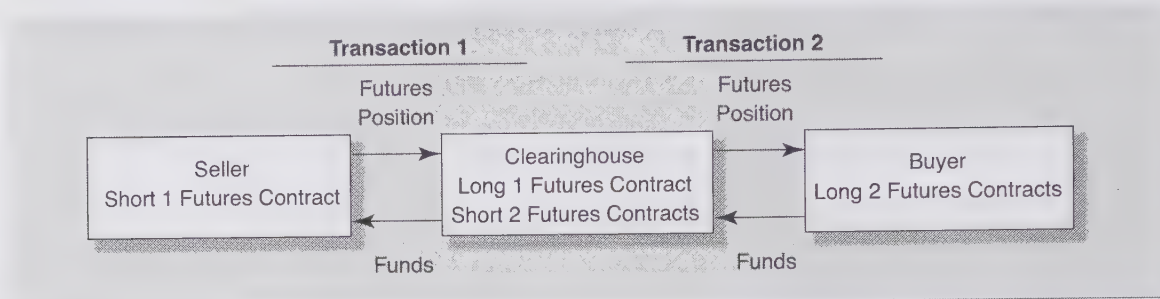 Transaction 1
Transaction 2
Futures
Position
Futures
Position
Seller
Short 1 Futures Contract
Clearinghouse
Long 1 Futures Contract
Short 2 Futures Contracts
Buyer
Long 2 Futures Contracts
Funds
Funds